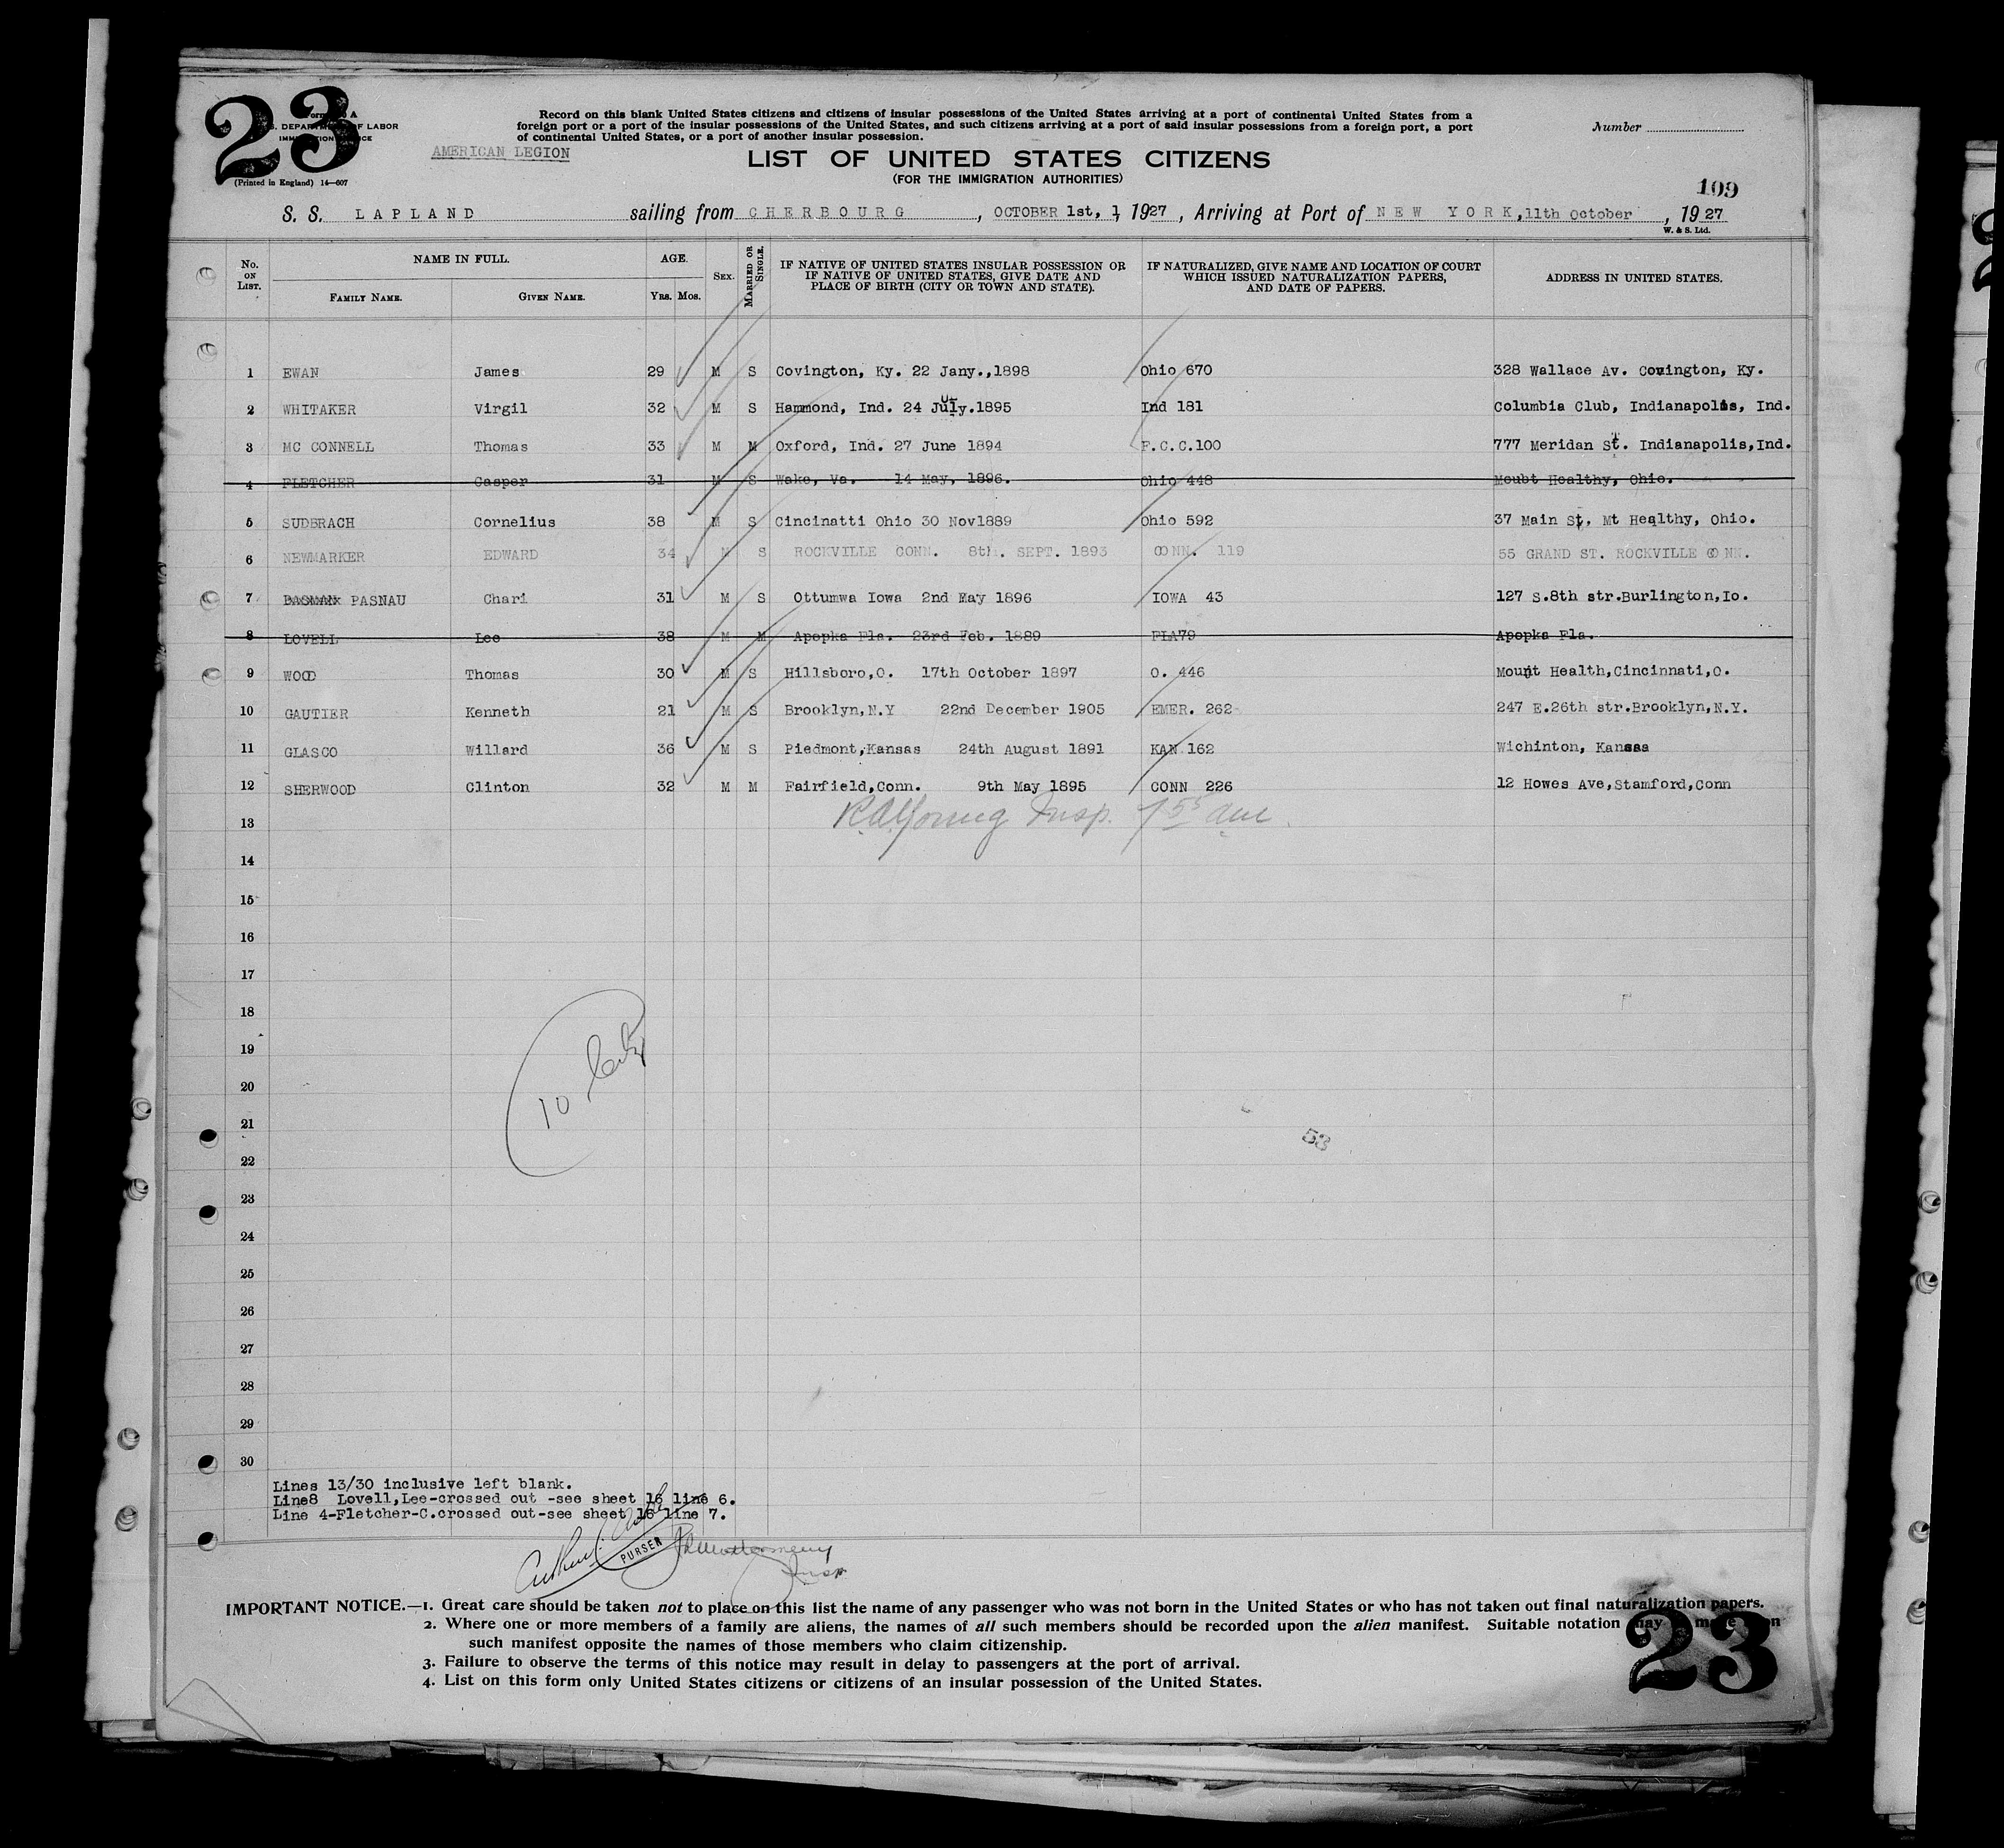 23
Form A
DEPARTMENT OF LABOR
(Printed in England) 14—607
Record on this blank United States citizens and citizens of insular possessions of the United States arriving at a port of continental United States from a
foreign port or a port of the insular possessions of the United States, and such citizens arriving at a port of said insular possessions from a foreign port, a port
of continental United States, or a port of another insular possession.
Number
AMERICAN LEGION
LIST OF UNITED STATES CITIZENS
(FOR THE IMMIGRATION AUTHORITIES)
109
S. S. LAPLAND sailing from CHERBOURG, OCTOBER 1st, 1927, Arriving at Port of NEW YORK, 11th October, 1927
W. & S. Ltd.
No. ON LIST. NAME IN FULL. FAMILY NAME. GIVEN NAME. AGE. YRS. MOS. SEX. MARRIED OR SINGLE. IF NATIVE OF UNITED STATES INSULAR POSSESSION OR IF NATIVE OF UNITED STATES, GIVE DATE AND PLACE OF BIRTH (CITY OR TOWN AND STATE). IF NATURALIZED, GIVE NAME AND LOCATION OF COURT WHICH ISSUED NATURALIZATION PAPERS, AND DATE OF PAPERS. ADDRESS IN UNITED STATES.
1 EWAN James 29 M S Covington, Ky. 22 Jany.,1898 Ohio 670 328 Wallace Av. Covington, Ky.
2 WHITAKER Virgil 32 M S Hammond, Ind. 24 July.1895 Ind 181 Columbia Club, Indianapolis, Ind.
3 MC CONNELL Thomas 33 M M Oxford, Ind. 27 June 1894 F.C.C.100 777 Meridan St. Indianapolis,Ind.
4 FLETCHER Casper 31 M S Wake, Va. 14 May, 1896. Ohio 448 Moubt Healthy, Ohio.
5 SUDBRACH Cornelius 38 M S Cincinatti Ohio 30 Nov1889 Ohio 592 37 Main St, Mt Healthy, Ohio.
6 NEWMARKER EDWARD 34 M S ROCKVILLE CONN. 8th. SEPT. 1893 CONN. 119 55 GRAND ST. ROCKVILLE CONN.
7 PASNAU Charl 31 M S Ottumwa Iowa 2nd May 1896 IOWA 43 127 S.8th str.Burlington,Io.
8 LOVELL Lee 38 M M Apopka Fla. 23rd Feb. 1889 FLA79 Apopka Fla.
9 WOOD Thomas 30 M S Hillsboro,O. 17th October 1897 O. 446 Mount Health,Cincinnati,O.
10 GAUTIER Kenneth 21 M S Brooklyn,N.Y 22nd December 1905 EMER. 262 247 E.26th str.Brooklyn,N.Y.
11 GLASCO Willard 36 M S Piedmont,Kansas 24th August 1891 KAN 162 Wichinton, Kansas
12 SHERWOOD Clinton 32 M M Fairfield,Conn. 9th May 1895 CONN 226 12 Howes Ave,Stamford,Conn
13 R.A. Young Insp. 7 55 am
14
15
16
17
18
19
20
10
21
53
22
23
24
25
26
27
28
29
30
Lines 13/30 inclusive left blank.
Line8 Lovell,Lee-crossed out -see sheet 16 line 6.
Line 4-Fletcher-C.crossed out-see sheet 16 line 7.
PURSER
Insp
IMPORTANT NOTICE.—1. Great care should be taken not to place on this list the name of any passenger who was not born in the United States or who has not taken out final naturalization papers.
2. Where one or more members of a family are aliens, the names of all such members should be recorded upon the alien manifest. Suitable notation may made on
such manifest opposite the names of those members who claim citizenship.
3. Failure to observe the terms of this notice may result in delay to passengers at the port of arrival.
4. List on this form only United States citizens or citizens of an insular possession of the United States.
23